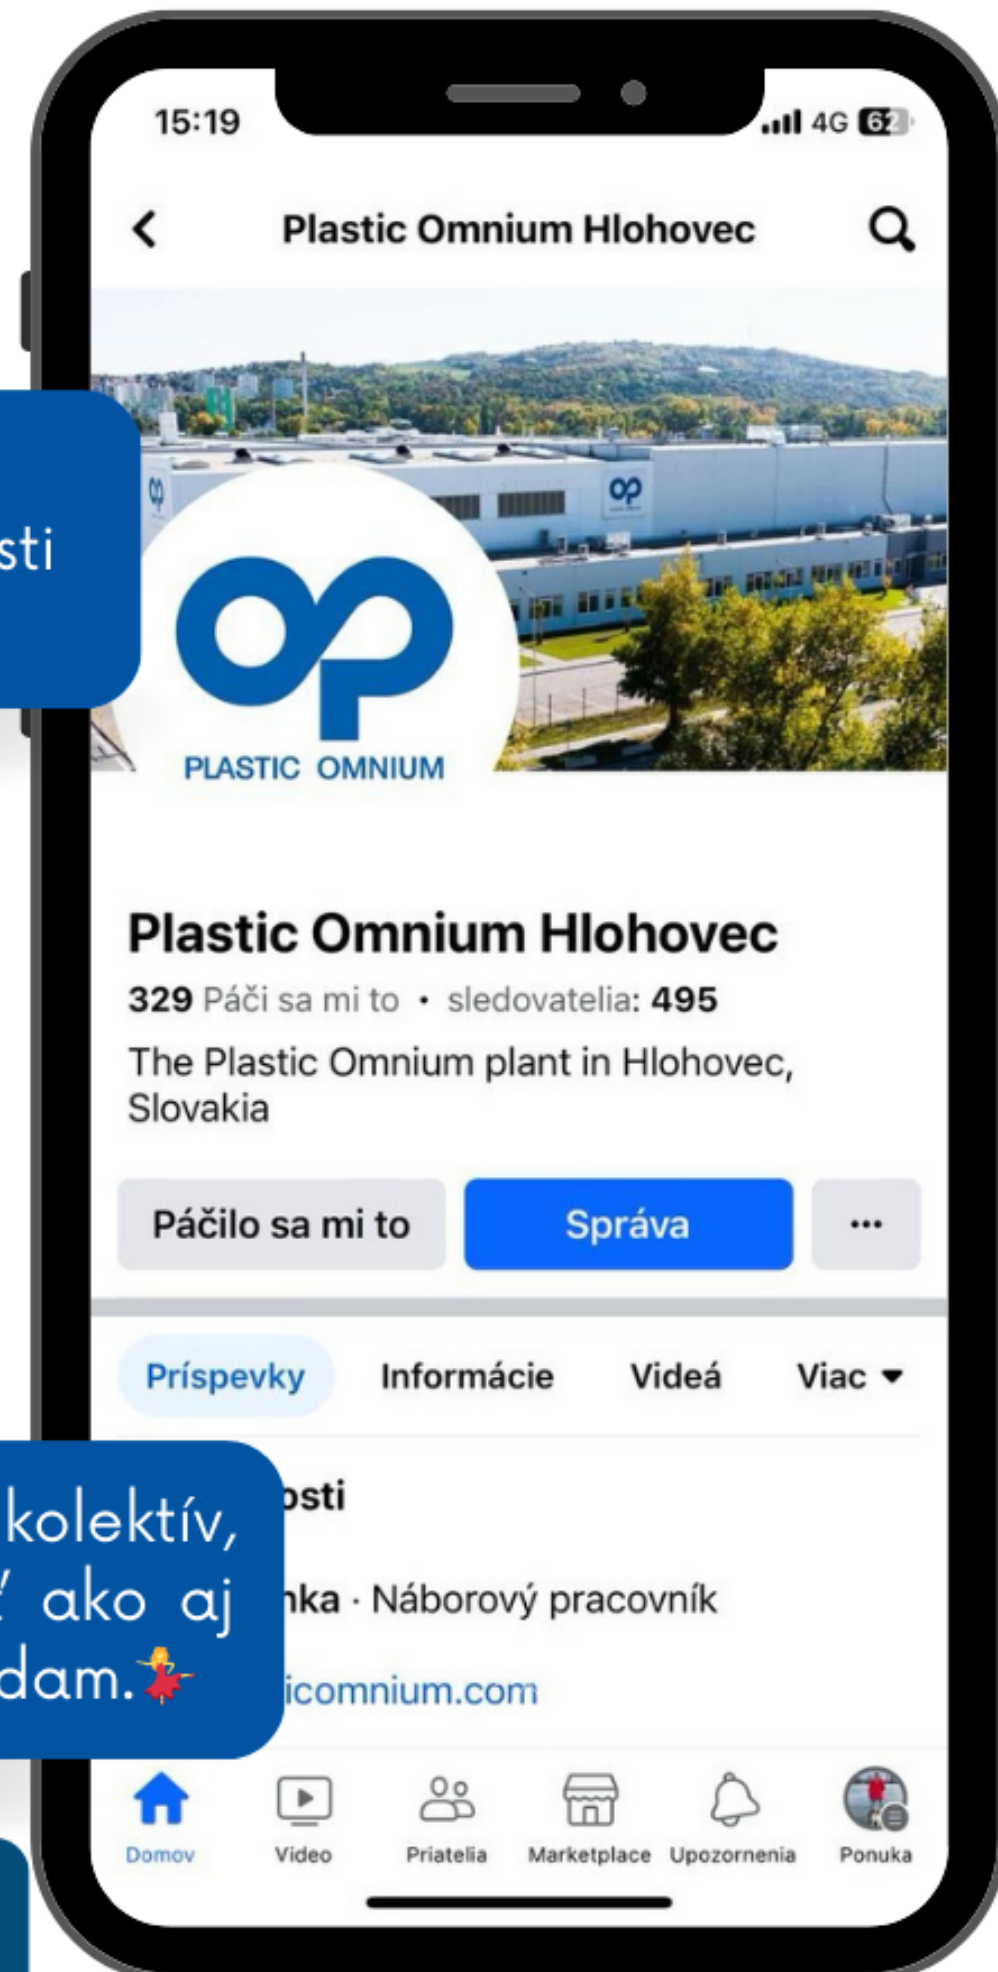 15:19
4G 62
Plastic Omnium Hlohovec
sti
PLASTIC OMNIUM
Plastic Omnium Hlohovec
329 Páči sa mi to • sledovatelia: 495
The Plastic Omnium plant in Hlohovec,
Slovakia
Páčilo sa mi to
Správa
Príspevky Informácie Videá Viac
osti
kolektív,
ako aj
dam.💃
nka · Náborový pracovník
icomnium.com
Domov Video Priatelia Marketplace Upozornenia Ponuka